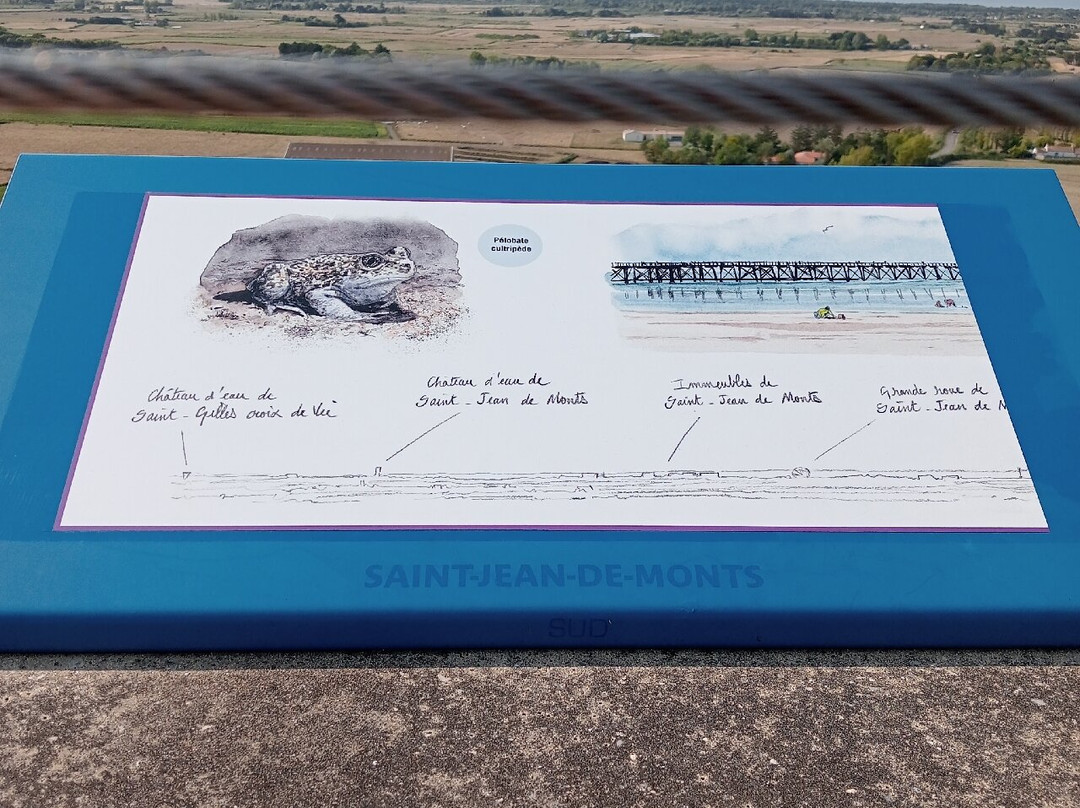 Pélobate
cultripède
Château d'eau de
Saint-Gilles croix de Vie
Château d'eau de
Saint-Jean de Monts
Immeubles de
Saint-Jean de Monts
Grande roue de
Saint-Jean de M
SAINT-JEAN-DE-MONTS
SUD